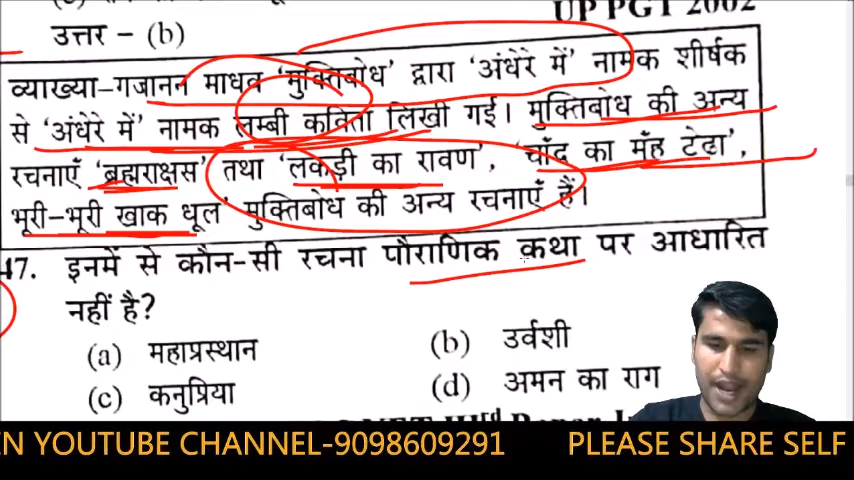 UP PGT 2002
उत्तर – (b)
व्याख्या–गजानन माधव 'मुक्तिबोध' द्वारा 'अंधेरे में' नामक शीर्षक
से 'अंधेरे में' नामक लम्बी कविता लिखी गई। मुक्तिबोध की अन्य
रचनाएँ 'ब्रह्मराक्षस' तथा 'लकड़ी का रावण', 'चाँद का मुँह टेढा',
भूरी–भूरी खाक धूल' मुक्तिबोध की अन्य रचनाएँ हैं।
47. इनमें से कौन-सी रचना पौराणिक कथा पर आधारित
नहीं है?
(a) महाप्रस्थान (b) उर्वशी
(c) कनुप्रिया (d) अमन का राग
EN YOUTUBE CHANNEL-9098609291 PLEASE SHARE SELF